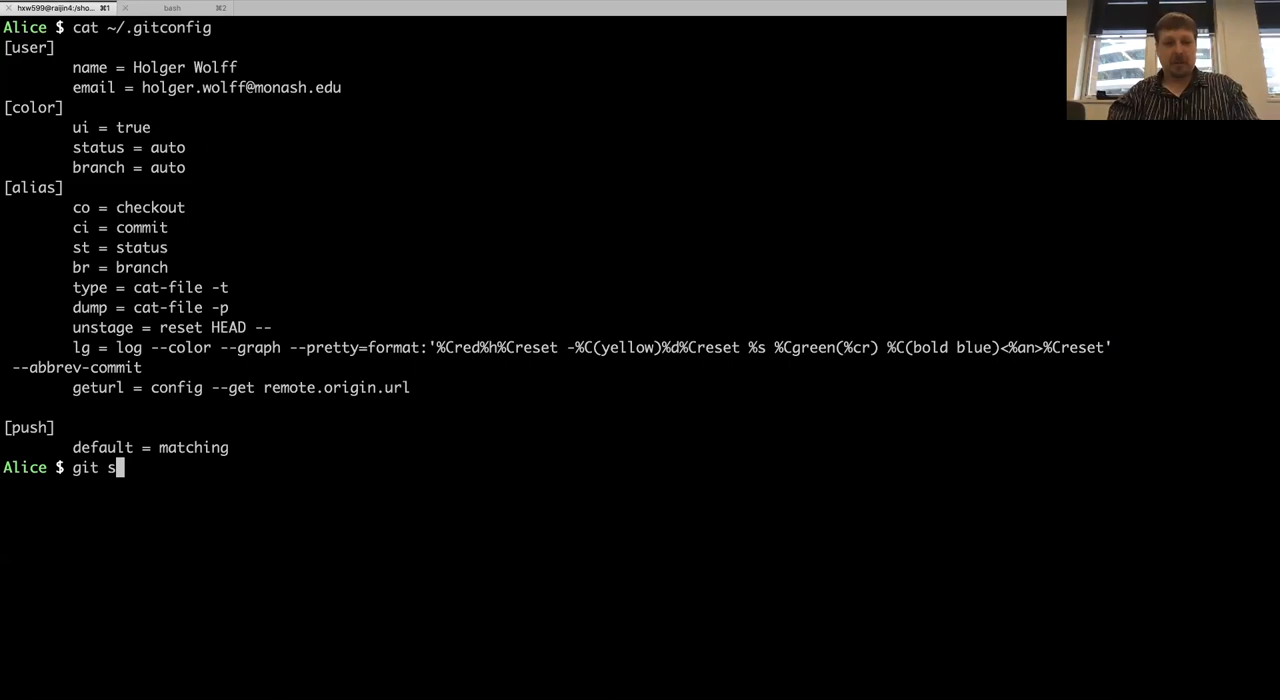 hxw599@raijin4:/sho... ⌘1 bash ⌘2
Alice $ cat ~/.gitconfig
[user]
name = Holger Wolff
email = holger.wolff@monash.edu
[color]
ui = true
status = auto
branch = auto
[alias]
co = checkout
ci = commit
st = status
br = branch
type = cat-file -t
dump = cat-file -p
unstage = reset HEAD --
lg = log --color --graph --pretty=format:'%Cred%h%Creset -%C(yellow)%d%Creset %s %Cgreen(%cr) %C(bold blue)<%an>%Creset'
--abbrev-commit
geturl = config --get remote.origin.url
[push]
default = matching
Alice $ git s